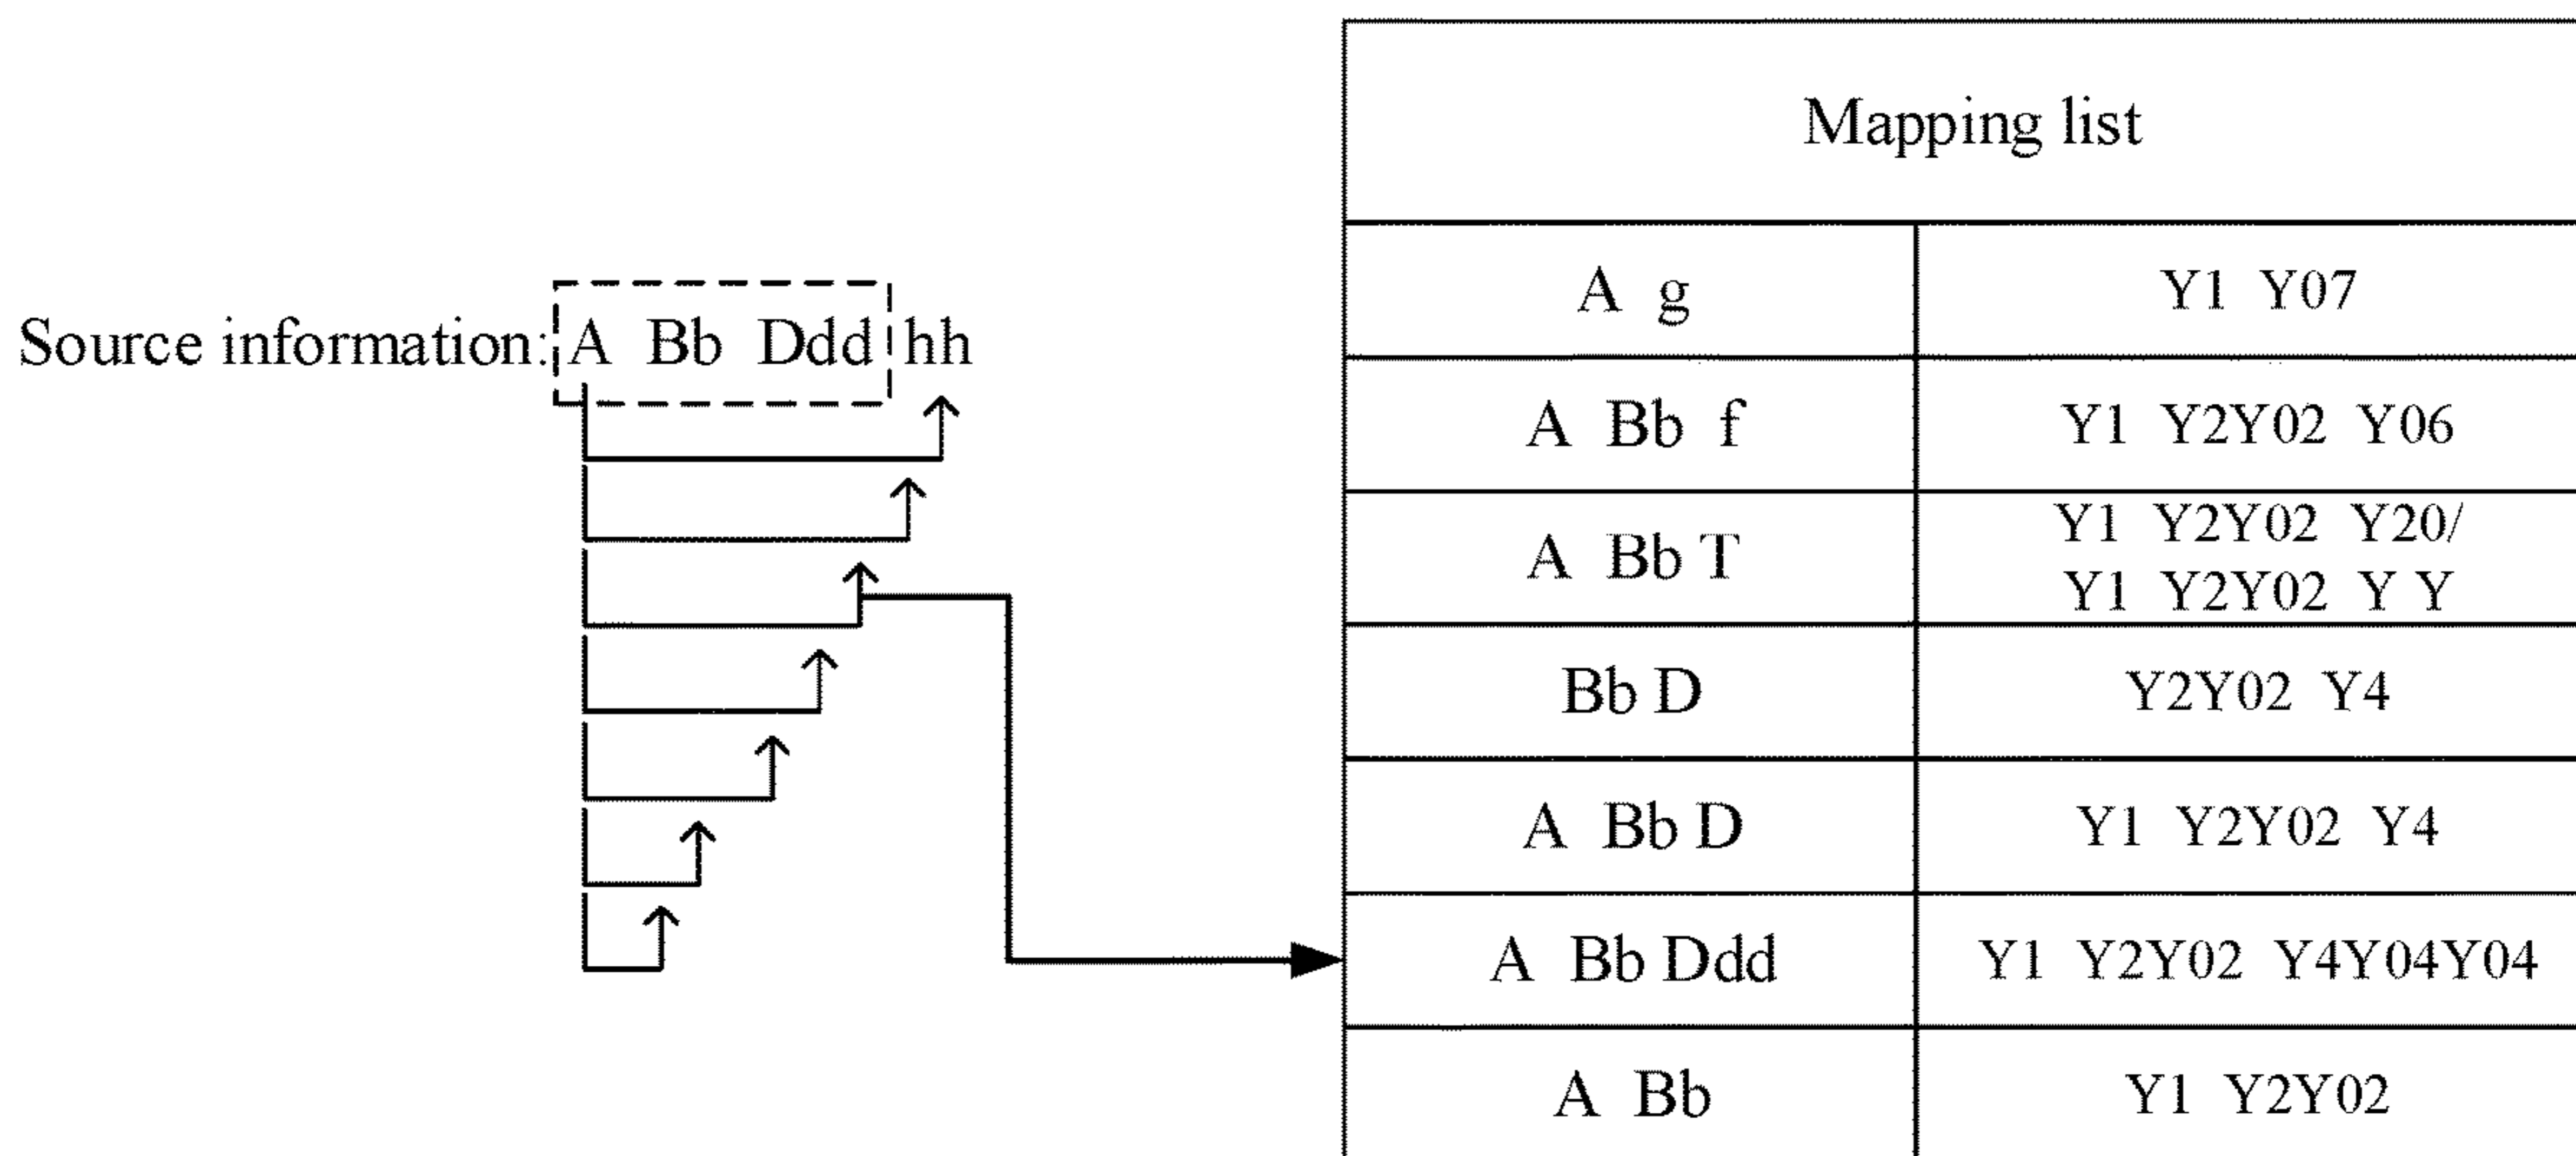 Source information: A Bb Ddd hh
Mapping list
A g Y1 Y07
A Bb f Y1 Y2Y02 Y06
A Bb T Y1 Y2Y02 Y20/
Y1 Y2Y02 Y Y
Bb D Y2Y02 Y4
A Bb D Y1 Y2Y02 Y4
A Bb Ddd Y1 Y2Y02 Y4Y04Y04
A Bb Y1 Y2Y02